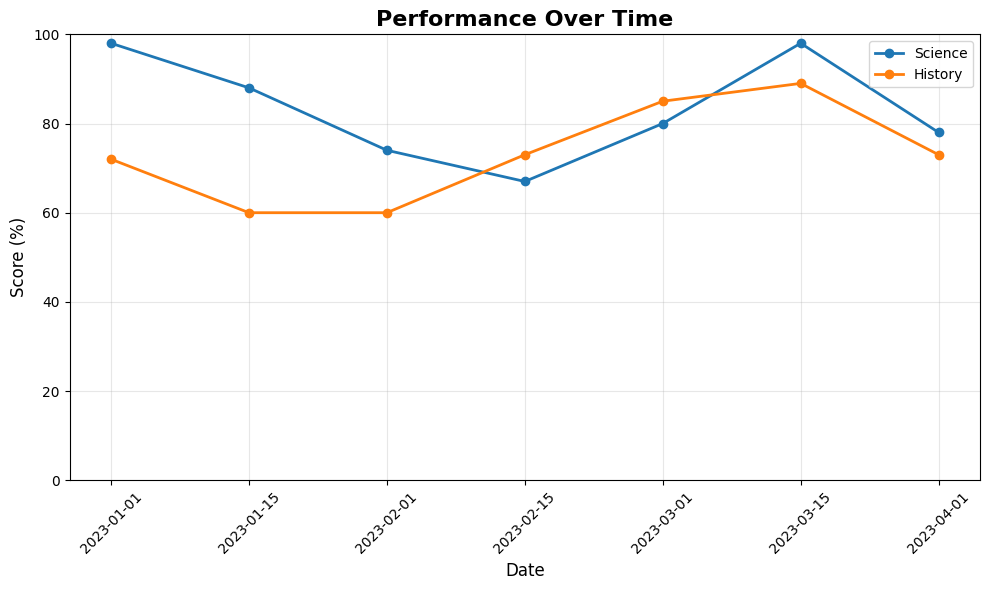 Performance Over Time
Science
History
Score (%)
100
80
60
40
20
0
2023-01-01
2023-01-15
2023-02-01
2023-02-15
2023-03-01
2023-03-15
2023-04-01
Date